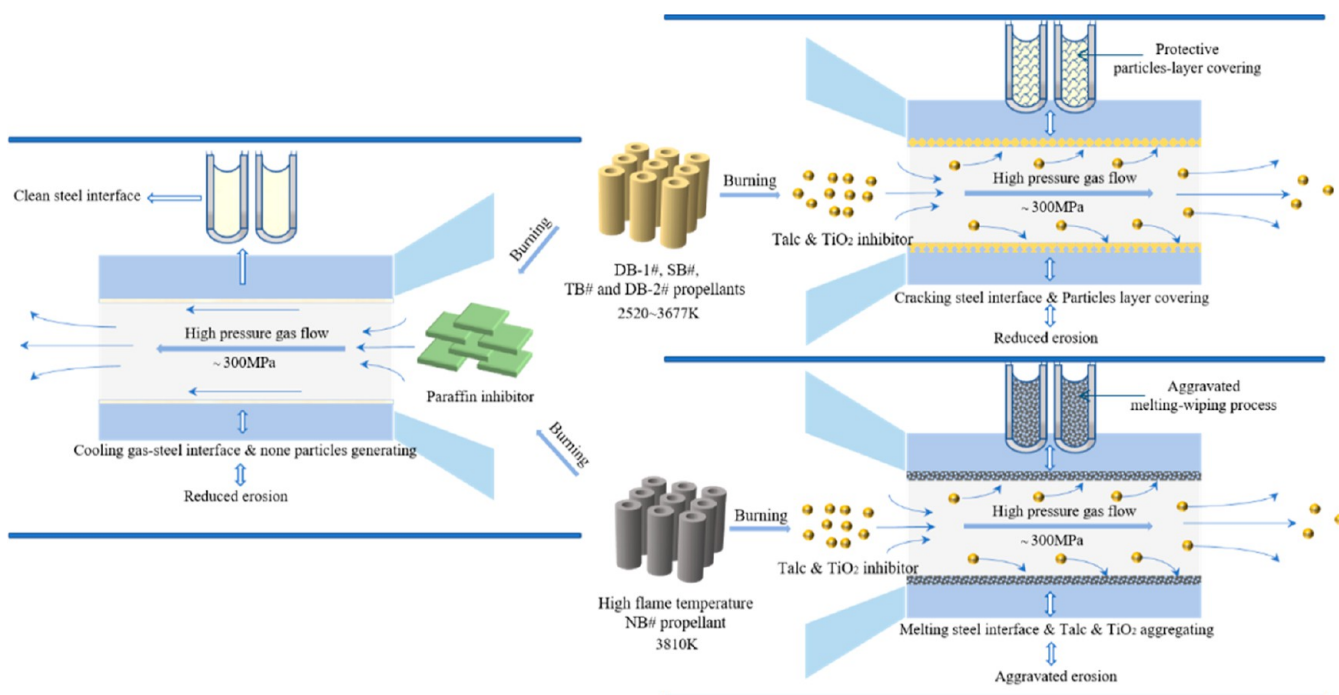 Clean steel interface
High pressure gas flow
~ 300MPa
Paraffin inhibitor
Cooling gas-steel interface & none particles generating
Reduced erosion
Burning
Burning
DB-1#, SB#,
TB# and DB-2# propellants
2520~3677K
Burning
Talc & TiO₂ inhibitor
Protective
particles-layer covering
High pressure gas flow
~ 300MPa
Cracking steel interface & Particles layer covering
Reduced erosion
High flame temperature
NB# propellant
3810K
Burning
Talc & TiO₂ inhibitor
Aggravated
melting-wiping process
High pressure gas flow
~ 300MPa
Melting steel interface & Talc & TiO₂ aggregating
Aggravated erosion